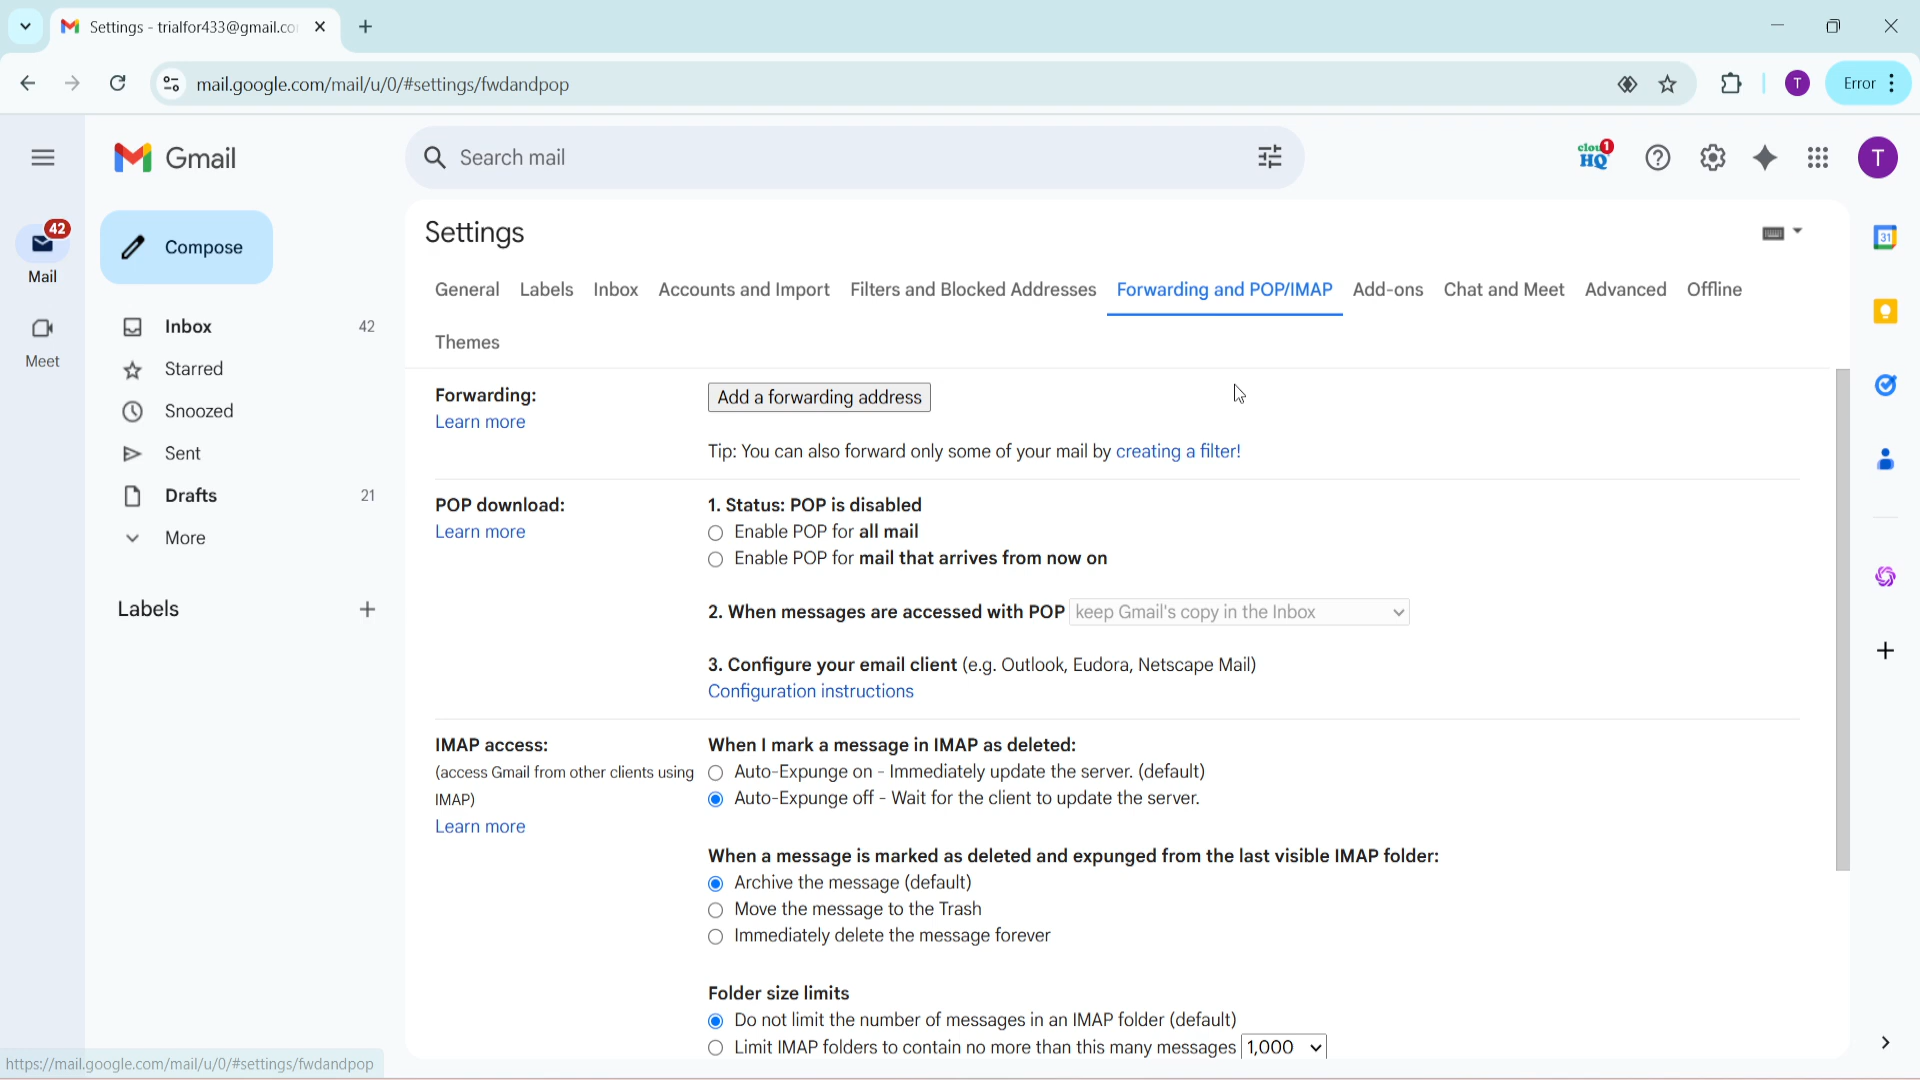 Settings - trialfor433@gmail.co
mail.google.com/mail/u/0/#settings/fwdandpop
T
Error
Gmail
Search mail
clou
HQ
1
T
42
Mail
Meet
Compose
Inbox 42
Starred
Snoozed
Sent
Drafts 21
More
Labels
Settings
General Labels Inbox Accounts and Import Filters and Blocked Addresses Forwarding and POP/IMAP Add-ons Chat and Meet Advanced Offline
Themes
Forwarding:
Learn more
Add a forwarding address
Tip: You can also forward only some of your mail by creating a filter!
POP download:
Learn more
1. Status: POP is disabled
Enable POP for all mail
Enable POP for mail that arrives from now on
2. When messages are accessed with POP keep Gmail's copy in the Inbox
3. Configure your email client (e.g. Outlook, Eudora, Netscape Mail)
Configuration instructions
IMAP access:
(access Gmail from other clients using
IMAP)
Learn more
When I mark a message in IMAP as deleted:
Auto-Expunge on - Immediately update the server. (default)
Auto-Expunge off - Wait for the client to update the server.
When a message is marked as deleted and expunged from the last visible IMAP folder:
Archive the message (default)
Move the message to the Trash
Immediately delete the message forever
Folder size limits
Do not limit the number of messages in an IMAP folder (default)
Limit IMAP folders to contain no more than this many messages 1,000
31
https://mail.google.com/mail/u/0/#settings/fwdandpop